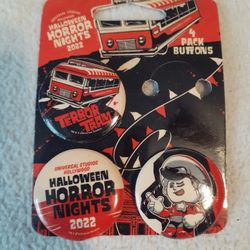 HALLOWEEN
HORROR
NIGHTS
2022
4
PACK
BUTTONS
TERROR
TRAM
UNIVERSAL STUDIOS
HOLLYWOOD
HALLOWEEN
HORROR
NIGHTS
2022